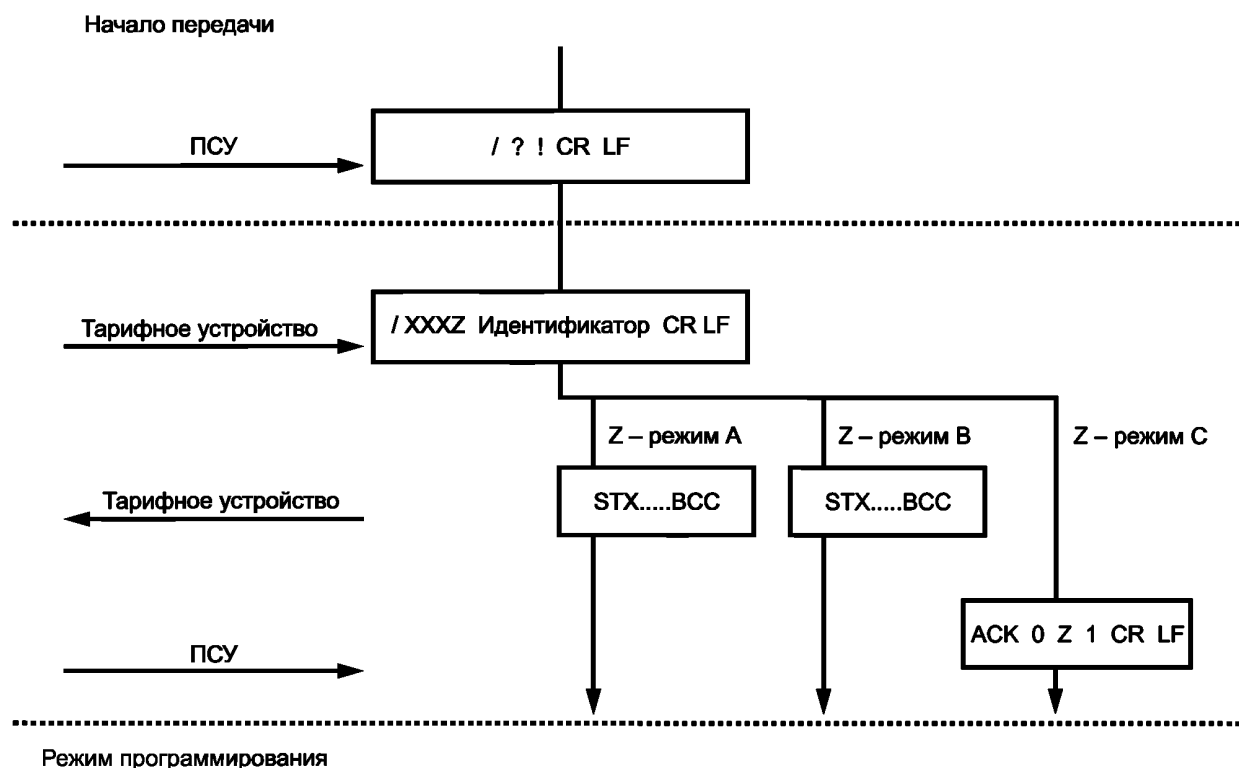 Начало передачи
ПСУ
/ ? ! CR LF
Тарифное устройство
/ XXXZ Идентификатор CR LF
Z – режим A
Z – режим B
Z – режим C
Тарифное устройство
STX.....BCC
STX.....BCC
ACK 0 Z 1 CR LF
ПСУ
Режим программирования